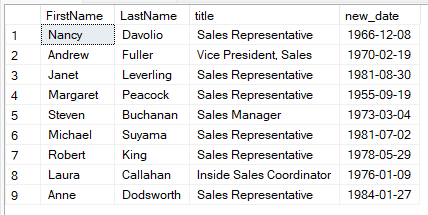 FirstName LastName title new_date
1 Nancy Davolio Sales Representative 1966-12-08
2 Andrew Fuller Vice President, Sales 1970-02-19
3 Janet Leverling Sales Representative 1981-08-30
4 Margaret Peacock Sales Representative 1955-09-19
5 Steven Buchanan Sales Manager 1973-03-04
6 Michael Suyama Sales Representative 1981-07-02
7 Robert King Sales Representative 1978-05-29
8 Laura Callahan Inside Sales Coordinator 1976-01-09
9 Anne Dodsworth Sales Representative 1984-01-27